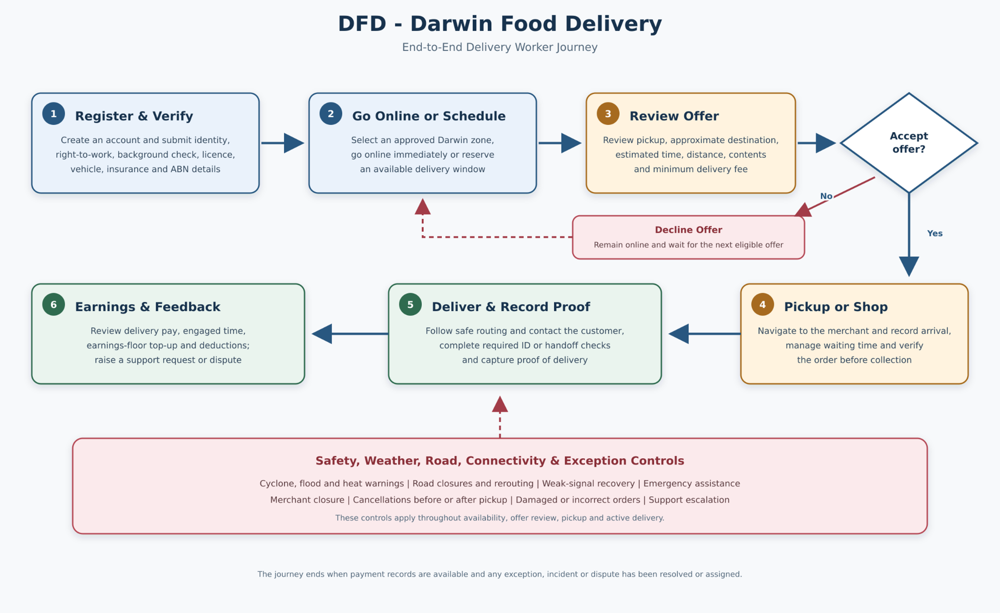 DFD - Darwin Food Delivery
End-to-End Delivery Worker Journey
1
Register & Verify
Create an account and submit identity,
right-to-work, background check, licence,
vehicle, insurance and ABN details
2
Go Online or Schedule
Select an approved Darwin zone,
go online immediately or reserve
an available delivery window
3
Review Offer
Review pickup, approximate destination,
estimated time, distance, contents
and minimum delivery fee
Accept
offer?
No
Yes
Decline Offer
Remain online and wait for the next eligible offer
4
Pickup or Shop
Navigate to the merchant and record arrival,
manage waiting time and verify
the order before collection
5
Deliver & Record Proof
Follow safe routing and contact the customer,
complete required ID or handoff checks
and capture proof of delivery
6
Earnings & Feedback
Review delivery pay, engaged time,
earnings-floor top-up and deductions;
raise a support request or dispute
Safety, Weather, Road, Connectivity & Exception Controls
Cyclone, flood and heat warnings | Road closures and rerouting | Weak-signal recovery | Emergency assistance
Merchant closure | Cancellations before or after pickup | Damaged or incorrect orders | Support escalation
These controls apply throughout availability, offer review, pickup and active delivery.
The journey ends when payment records are available and any exception, incident or dispute has been resolved or assigned.